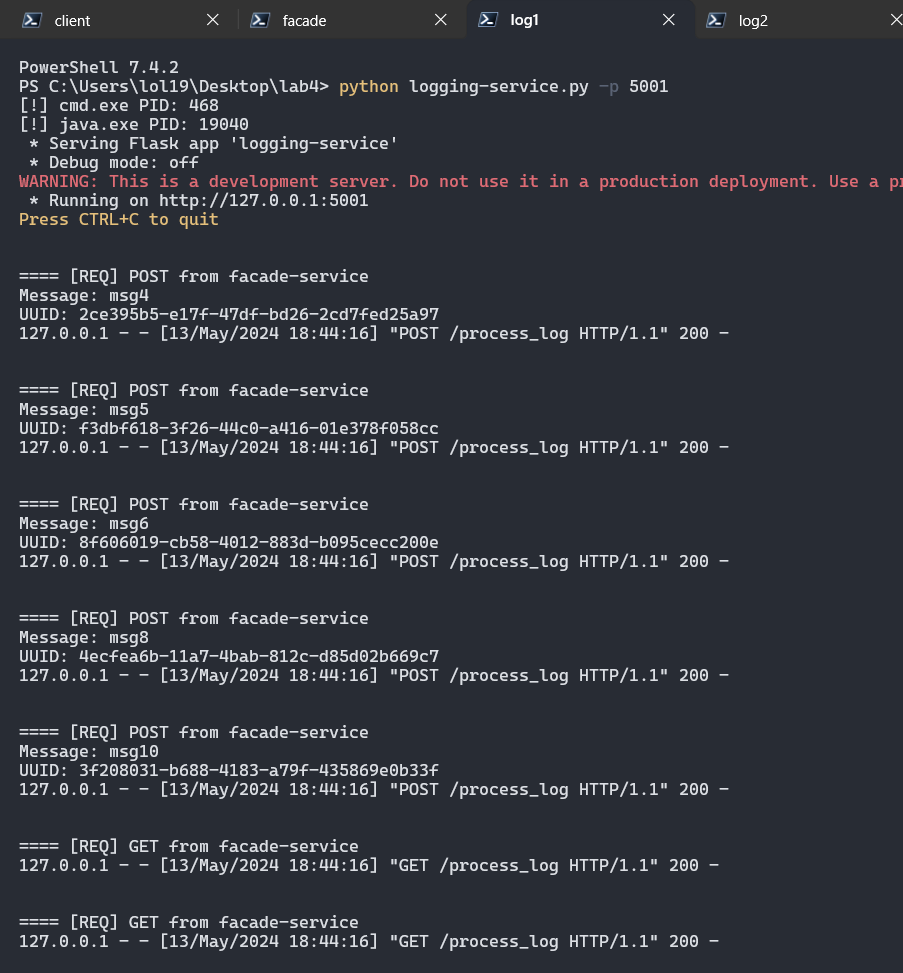 client
facade
log1
log2
PowerShell 7.4.2
PS C:\Users\lol19\Desktop\lab4> python logging-service.py -p 5001
[!] cmd.exe PID: 468
[!] java.exe PID: 19040
* Serving Flask app 'logging-service'
* Debug mode: off
WARNING: This is a development server. Do not use it in a production deployment. Use a
* Running on http://127.0.0.1:5001
Press CTRL+C to quit
==== [REQ] POST from facade-service
Message: msg4
UUID: 2ce395b5-e17f-47df-bd26-2cd7fed25a97
127.0.0.1 - - [13/May/2024 18:44:16] "POST /process_log HTTP/1.1" 200 -
==== [REQ] POST from facade-service
Message: msg5
UUID: f3dbf618-3f26-44c0-a416-01e378f058cc
127.0.0.1 - - [13/May/2024 18:44:16] "POST /process_log HTTP/1.1" 200 -
==== [REQ] POST from facade-service
Message: msg6
UUID: 8f606019-cb58-4012-883d-b095cecc200e
127.0.0.1 - - [13/May/2024 18:44:16] "POST /process_log HTTP/1.1" 200 -
==== [REQ] POST from facade-service
Message: msg8
UUID: 4ecfea6b-11a7-4bab-812c-d85d02b669c7
127.0.0.1 - - [13/May/2024 18:44:16] "POST /process_log HTTP/1.1" 200 -
==== [REQ] POST from facade-service
Message: msg10
UUID: 3f208031-b688-4183-a79f-435869e0b33f
127.0.0.1 - - [13/May/2024 18:44:16] "POST /process_log HTTP/1.1" 200 -
==== [REQ] GET from facade-service
127.0.0.1 - - [13/May/2024 18:44:16] "GET /process_log HTTP/1.1" 200 -
==== [REQ] GET from facade-service
127.0.0.1 - - [13/May/2024 18:44:16] "GET /process_log HTTP/1.1" 200 -